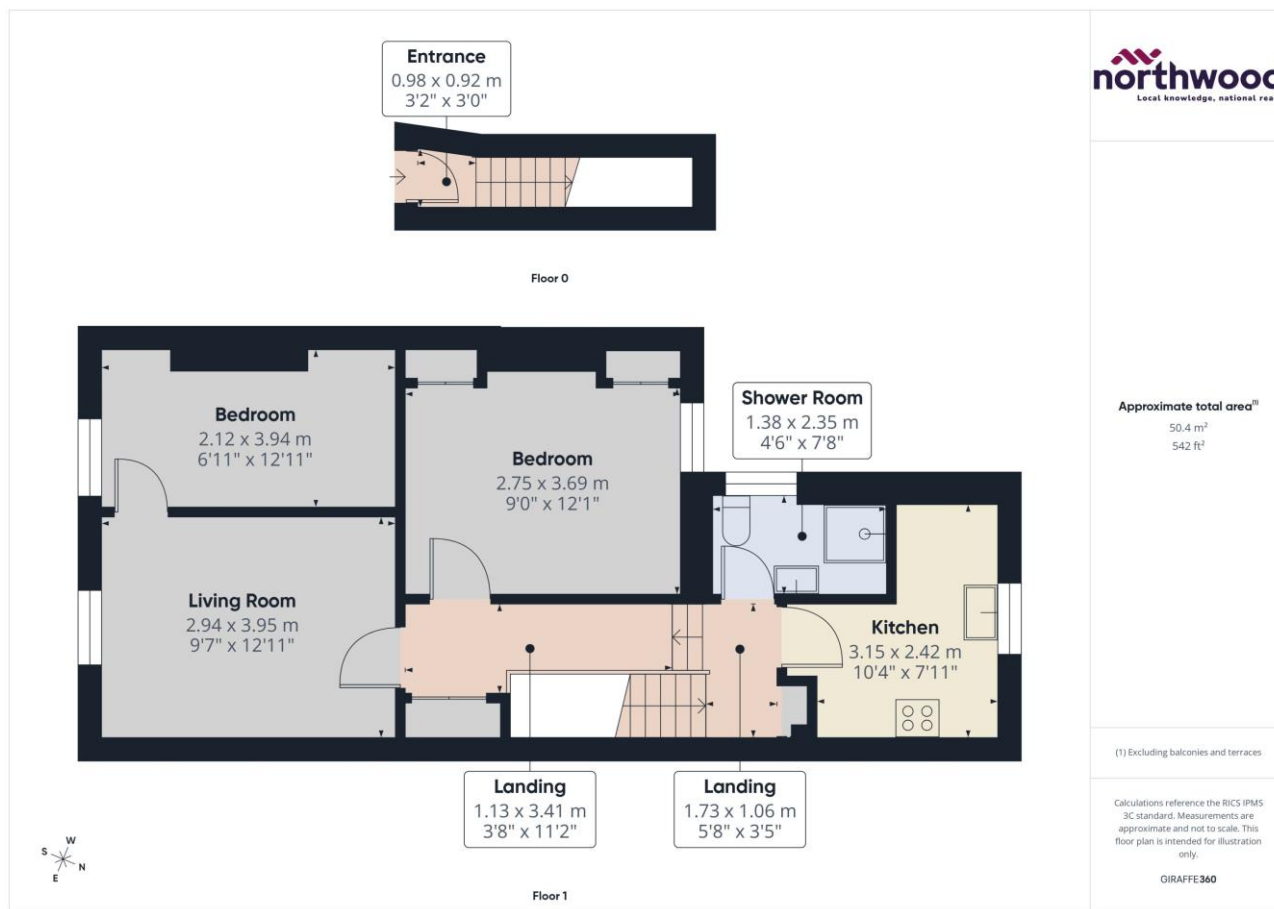 Entrance
0.98 x 0.92 m
3'2" x 3'0"
Floor 0
Bedroom
2.12 x 3.94 m
6'11" x 12'11"
Bedroom
2.75 x 3.69 m
9'0" x 12'1"
Shower Room
1.38 x 2.35 m
4'6" x 7'8"
Living Room
2.94 x 3.95 m
9'7" x 12'11"
Kitchen
3.15 x 2.42 m
10'4" x 7'11"
Landing
1.13 x 3.41 m
3'8" x 11'2"
Landing
1.73 x 1.06 m
5'8" x 3'5"
S W
E N
Floor 1
northwood
Local knowledge, national rea
Approximate total area(1)
50.4 m²
542 ft²
(1) Excluding balconies and terraces
Calculations reference the RICS IPMS
3C standard. Measurements are
approximate and not to scale. This
floor plan is intended for illustration
only.
GIRAFFE360